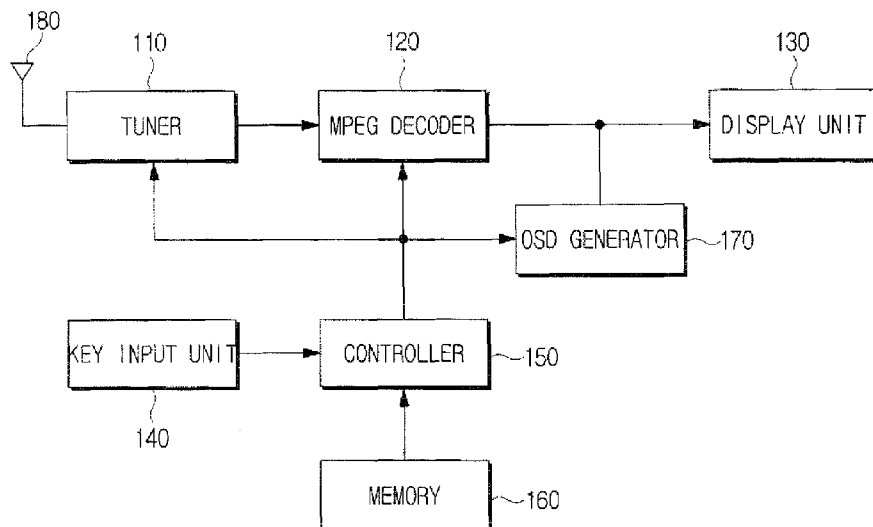 180
110
120
130
TUNER
MPEG DECODER
DISPLAY UNIT
OSD GENERATOR
170
KEY INPUT UNIT
CONTROLLER
150
140
MEMORY
160